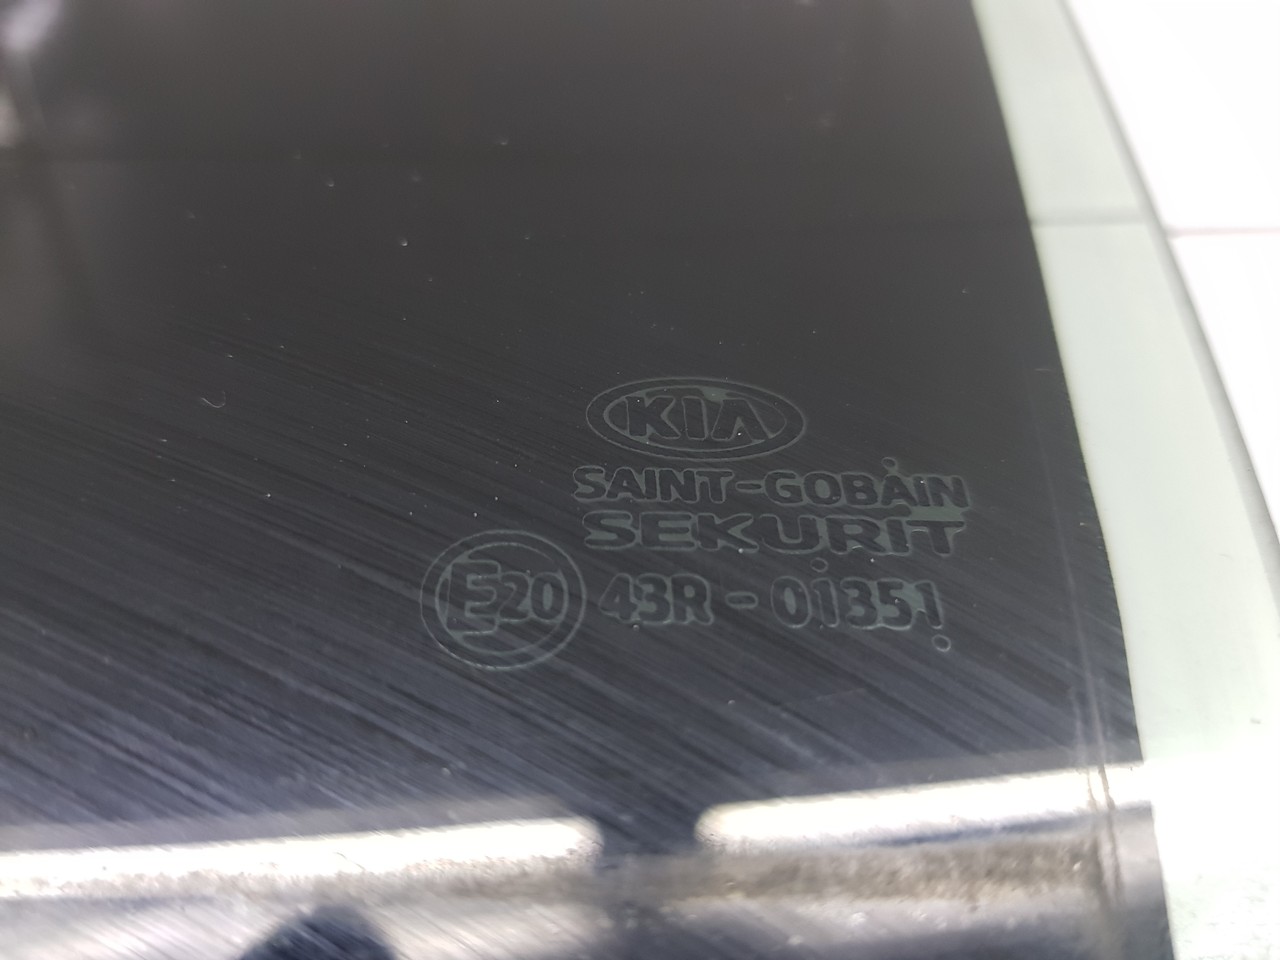 KIA
SAINT-GOBAIN
SEKURIT
E20 43R - 01351